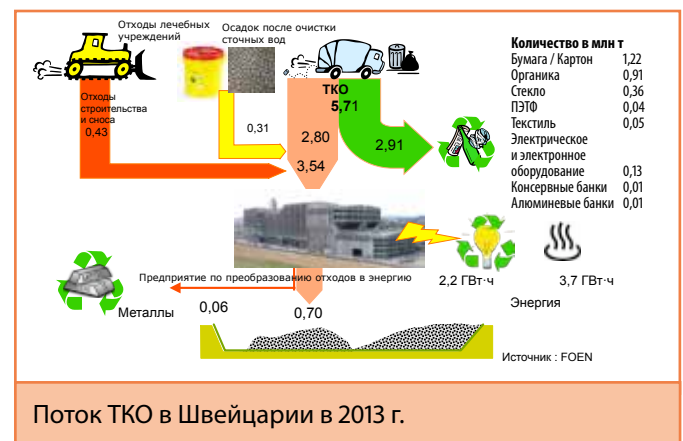 Отходы лечебных
учреждений
Осадок после очистки
сточных вод
Отходы
строительства
и сноса
0,43
0,31
ТКО
5,71
2,80
2,91
3,54
Количество в млн т
Бумага / Картон 1,22
Органика 0,91
Стекло 0,36
ПЭТФ 0,04
Текстиль 0,05
Электрическое
и электронное
оборудование 0,13
Консервные банки 0,01
Алюминевые банки 0,01
Предприятие по преобразованию отходов в энергию
2,2 ГВт·ч
3,7 ГВт·ч
Энергия
Металлы
0,06
0,70
Источник : FOEN
Поток ТКО в Швейцарии в 2013 г.